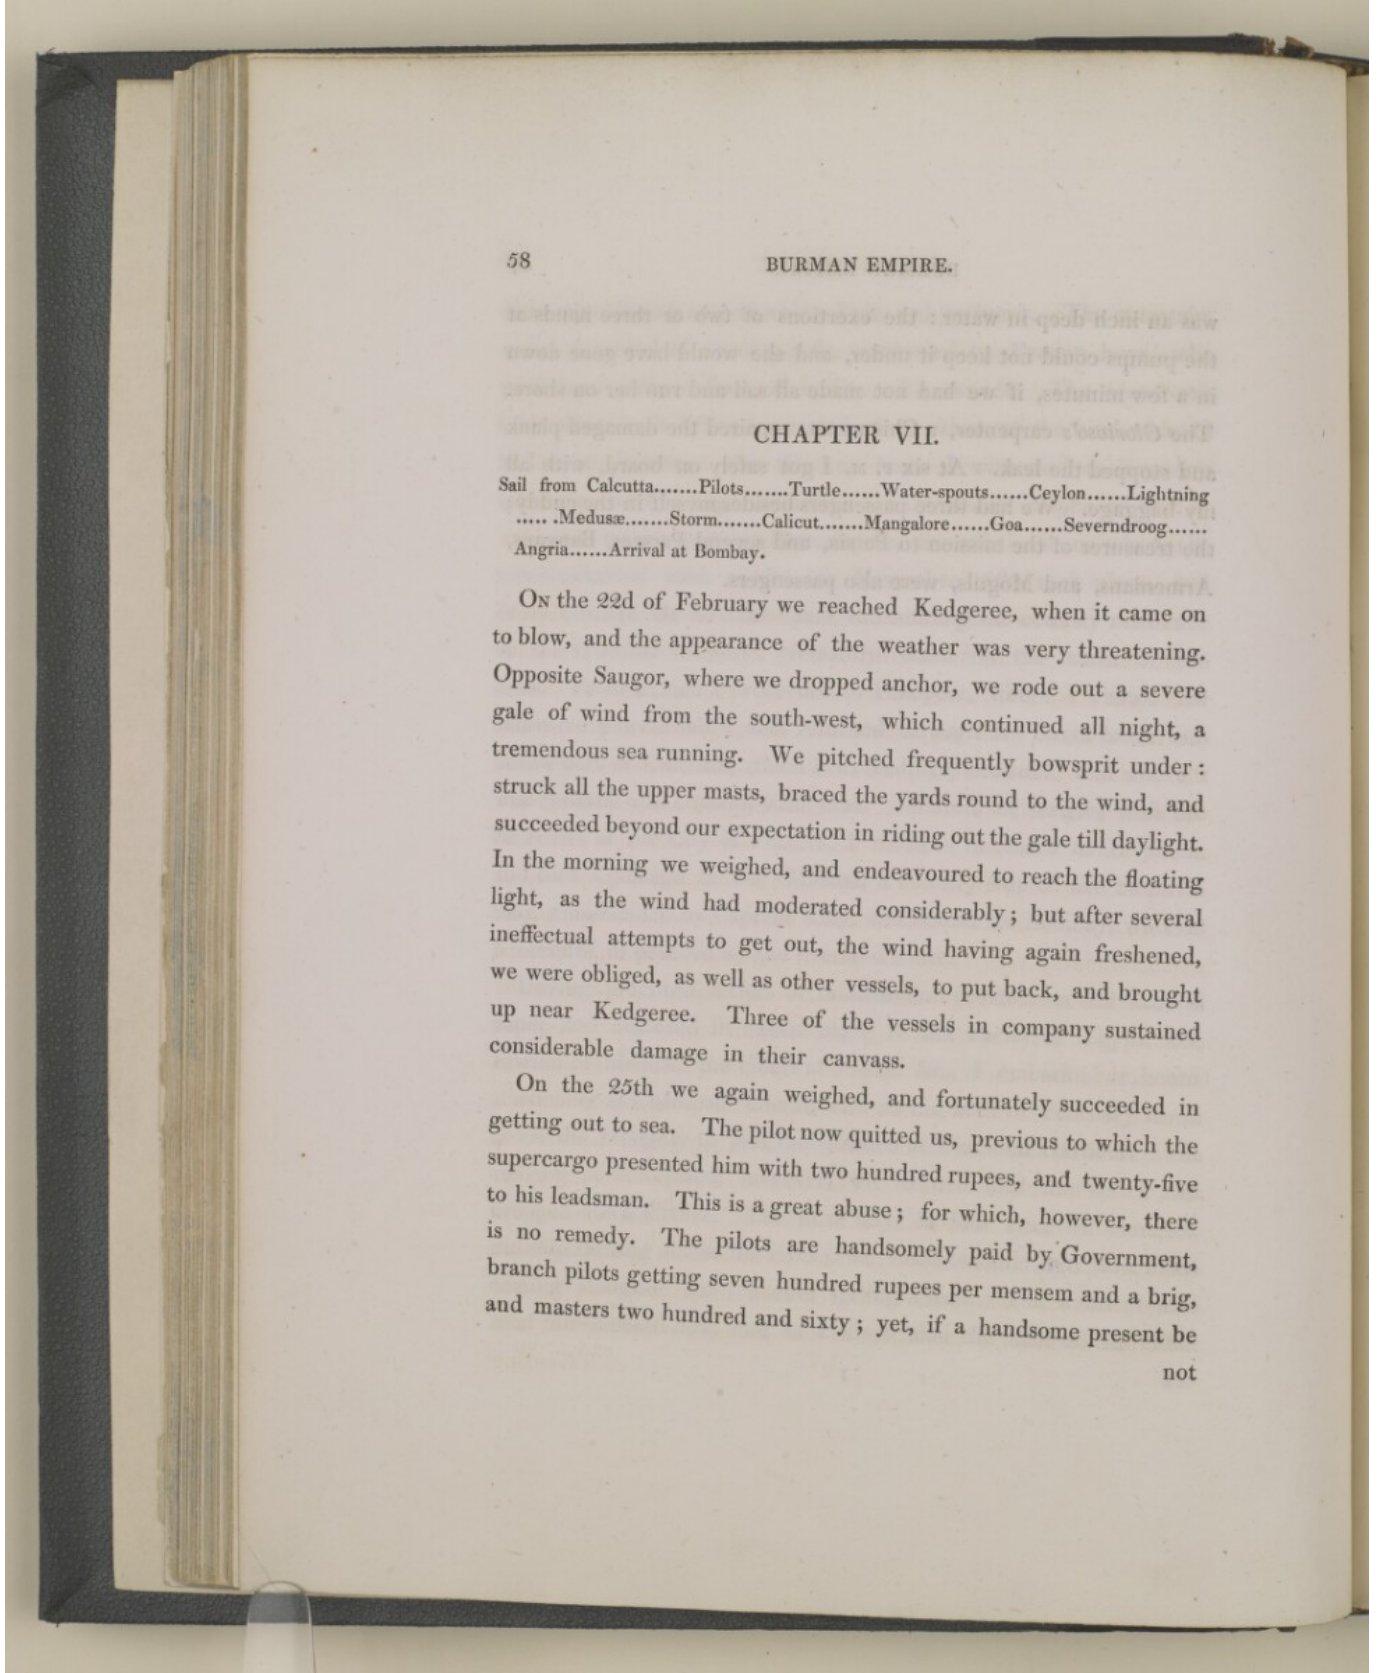 58
BURMAN EMPIRE.
CHAPTER VII.
Sail from Calcutta.......Pilots.......Turtle......Water-spouts......Ceylon......Lightning
..... .Medusæ.......Storm.......Calicut.......Mangalore......Goa......Severndroog......
Angria......Arrival at Bombay.
ON the 22d of February we reached Kedgeree, when it came on
to blow, and the appearance of the weather was very threatening.
Opposite Saugor, where we dropped anchor, we rode out a severe
gale of wind from the south-west, which continued all night, a
tremendous sea running. We pitched frequently bowsprit under :
struck all the upper masts, braced the yards round to the wind, and
succeeded beyond our expectation in riding out the gale till daylight.
In the morning we weighed, and endeavoured to reach the floating
light, as the wind had moderated considerably ; but after several
ineffectual attempts to get out, the wind having again freshened,
we were obliged, as well as other vessels, to put back, and brought
up near Kedgeree. Three of the vessels in company sustained
considerable damage in their canvass.
On the 25th we again weighed, and fortunately succeeded in
getting out to sea. The pilot now quitted us, previous to which the
supercargo presented him with two hundred rupees, and twenty-five
to his leadsman. This is a great abuse ; for which, however, there
is no remedy. The pilots are handsomely paid by Government,
branch pilots getting seven hundred rupees per mensem and a brig,
and masters two hundred and sixty ; yet, if a handsome present be
not